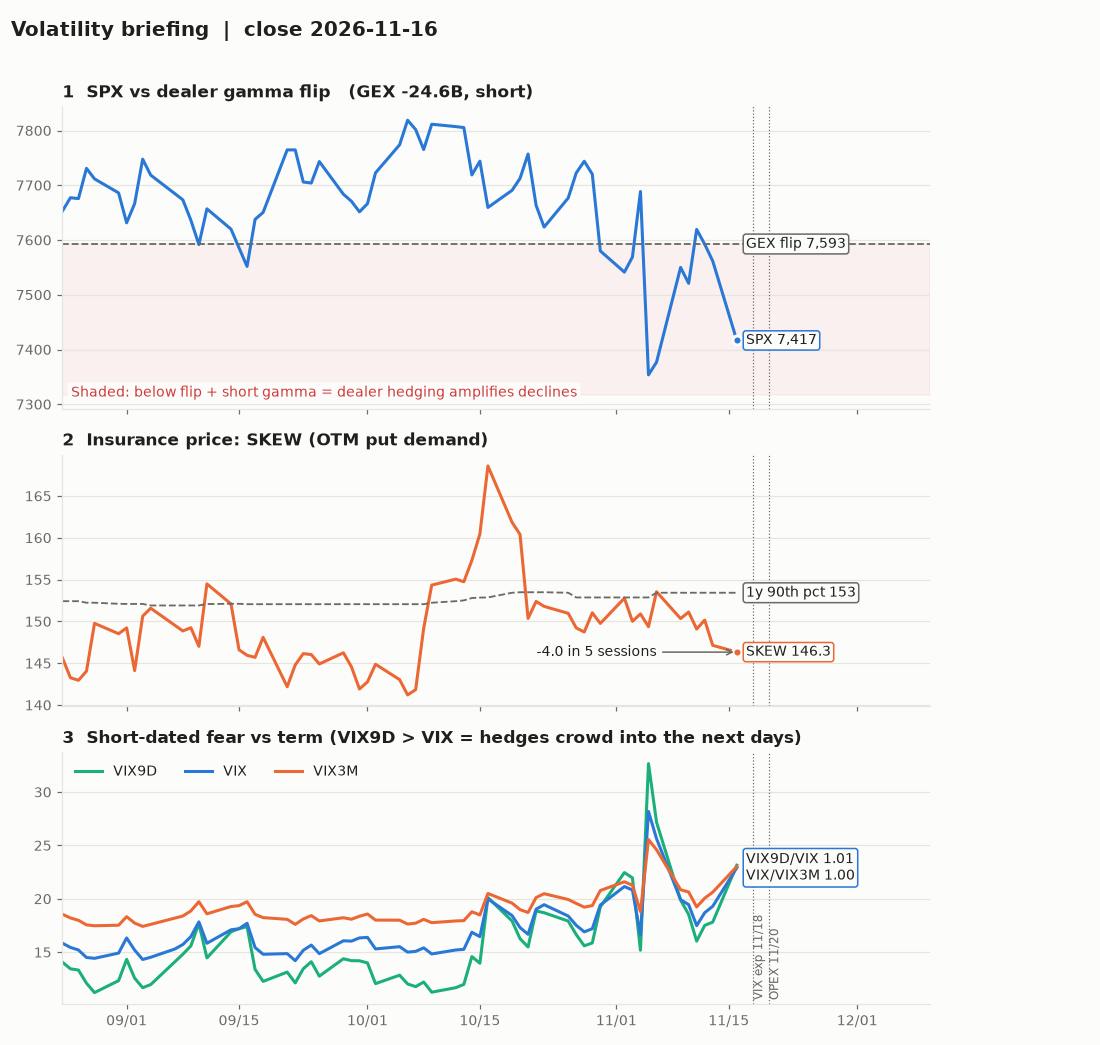 Volatility briefing  |  close 2026-11-16
1  SPX vs dealer gamma flip   (GEX -24.6B, short)
7800
7700
7600
7500
7400
7300
GEX flip 7,593
SPX 7,417
Shaded: below flip + short gamma = dealer hedging amplifies declines
2  Insurance price: SKEW (OTM put demand)
165
160
155
150
145
140
1y 90th pct 153
-4.0 in 5 sessions
SKEW 146.3
3  Short-dated fear vs term (VIX9D > VIX = hedges crowd into the next days)
VIX9D
VIX
VIX3M
30
25
20
15
VIX9D/VIX 1.01
VIX/VIX3M 1.00
VIX exp 11/18
OPEX 11/20
09/01
09/15
10/01
10/15
11/01
11/15
12/01